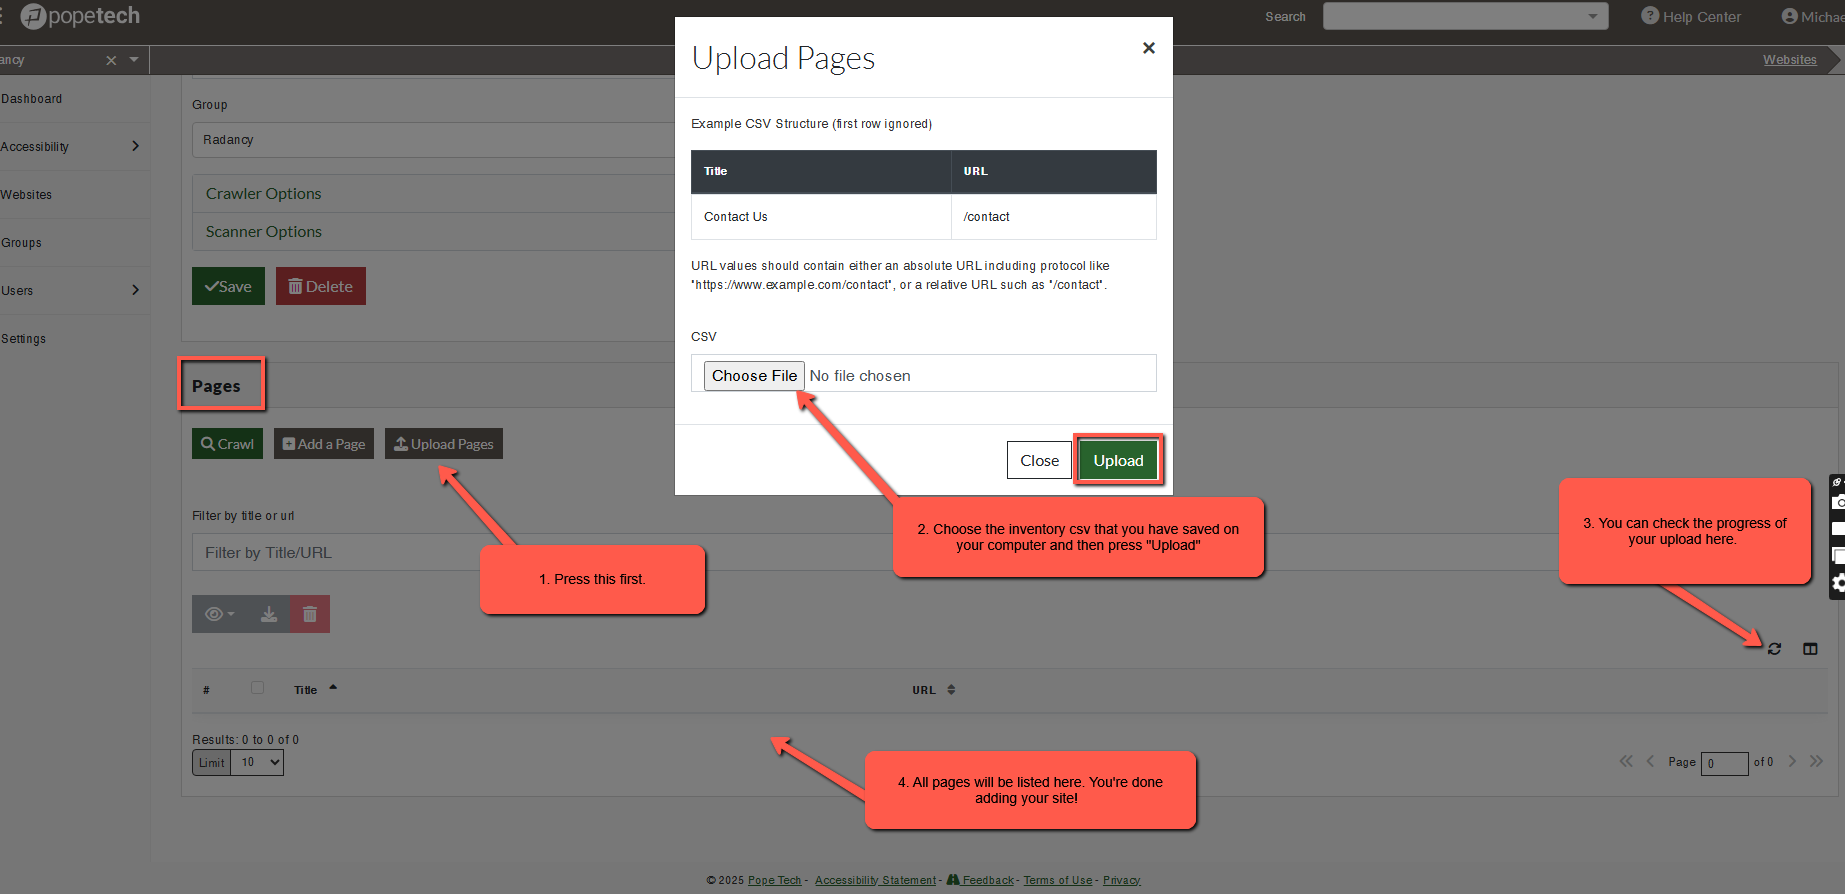 popetech
Search
Help Center
Michae
ancy
Websites
Dashboard
Accessibility
Websites
Groups
Users
Settings
Group
Radancy
Crawler Options
Scanner Options
Save
Delete
Upload Pages
Example CSV Structure (first row ignored)
Title URL
Contact Us /contact
URL values should contain either an absolute URL including protocol like
"https://www.example.com/contact", or a relative URL such as "/contact".
CSV
Choose File No file chosen
Close
Upload
Pages
Crawl
Add a Page
Upload Pages
Filter by title or url
Filter by Title/URL
1. Press this first.
2. Choose the inventory csv that you have saved on
your computer and then press "Upload"
3. You can check the progress of
your upload here.
# Title URL
Results: 0 to 0 of 0
Limit 10
Page 0 of 0
4. All pages will be listed here. You're done
adding your site!
© 2025 Pope Tech - Accessibility Statement - Feedback - Terms of Use - Privacy